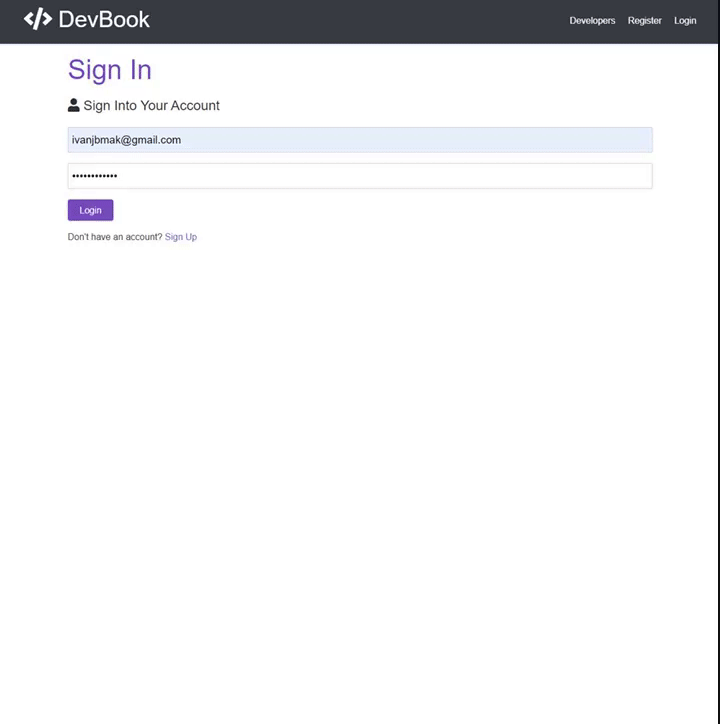 </> DevBook
Developers Register Login
Sign In
Sign Into Your Account
ivanjbmak@gmail.com
••••••••••••
Login
Don't have an account? Sign Up